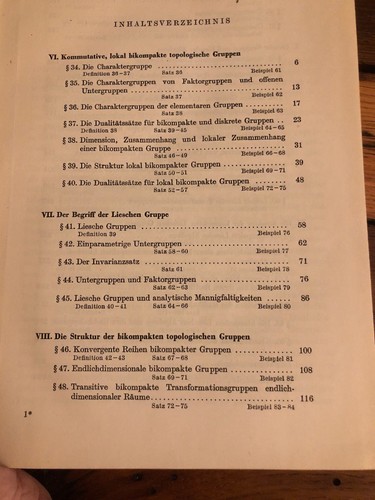 INHALTSVERZEICHNIS
VI. Kommutative, lokal bikompakte topologische Gruppen 6
§ 34. Die Charaktergruppe
Definition 36–37 Satz 36 Beispiel 61
§ 35. Die Charaktergruppen von Faktorgruppen und offenen
Untergruppen 13
Satz 37 Beispiel 62
§ 36. Die Charaktergruppen der elementaren Gruppen 17
Satz 38 Beispiel 63
§ 37. Die Dualitätssätze für bikompakte und diskrete Gruppen 23
Definition 38 Satz 39–45 Beispiel 64–65
§ 38. Dimension, Zusammenhang und lokaler Zusammenhang
einer bikompakten Gruppe 31
Satz 46–49 Beispiel 66–68
§ 39. Die Struktur lokal bikompakter Gruppen 39
Satz 50–51 Beispiel 69–71
§ 40. Die Dualitätssätze für lokal bikompakte Gruppen 48
Satz 52–57 Beispiel 72–75
VII. Der Begriff der Lieschen Gruppe
§ 41. Liesche Gruppen 58
Definition 39 Beispiel 76
§ 42. Einparametrige Untergruppen 62
Satz 58–60 Beispiel 77
§ 43. Der Invarianzsatz 71
Satz 61 Beispiel 78
§ 44. Untergruppen und Faktorgruppen 76
Satz 62–63 Beispiel 79
§ 45. Liesche Gruppen und analytische Mannigfaltigkeiten 86
Definition 40–41 Satz 64–66 Beispiel 80
VIII. Die Struktur der bikompakten topologischen Gruppen
§ 46. Konvergente Reihen bikompakter Gruppen 100
Definition 42–43 Satz 67–68 Beispiel 81
§ 47. Endlichdimensionale bikompakte Gruppen 108
Satz 69–71 Beispiel 82
§ 48. Transitive bikompakte Transformationsgruppen endlich-
dimensionaler Räume 116
Satz 72–75 Beispiel 83–84
1*